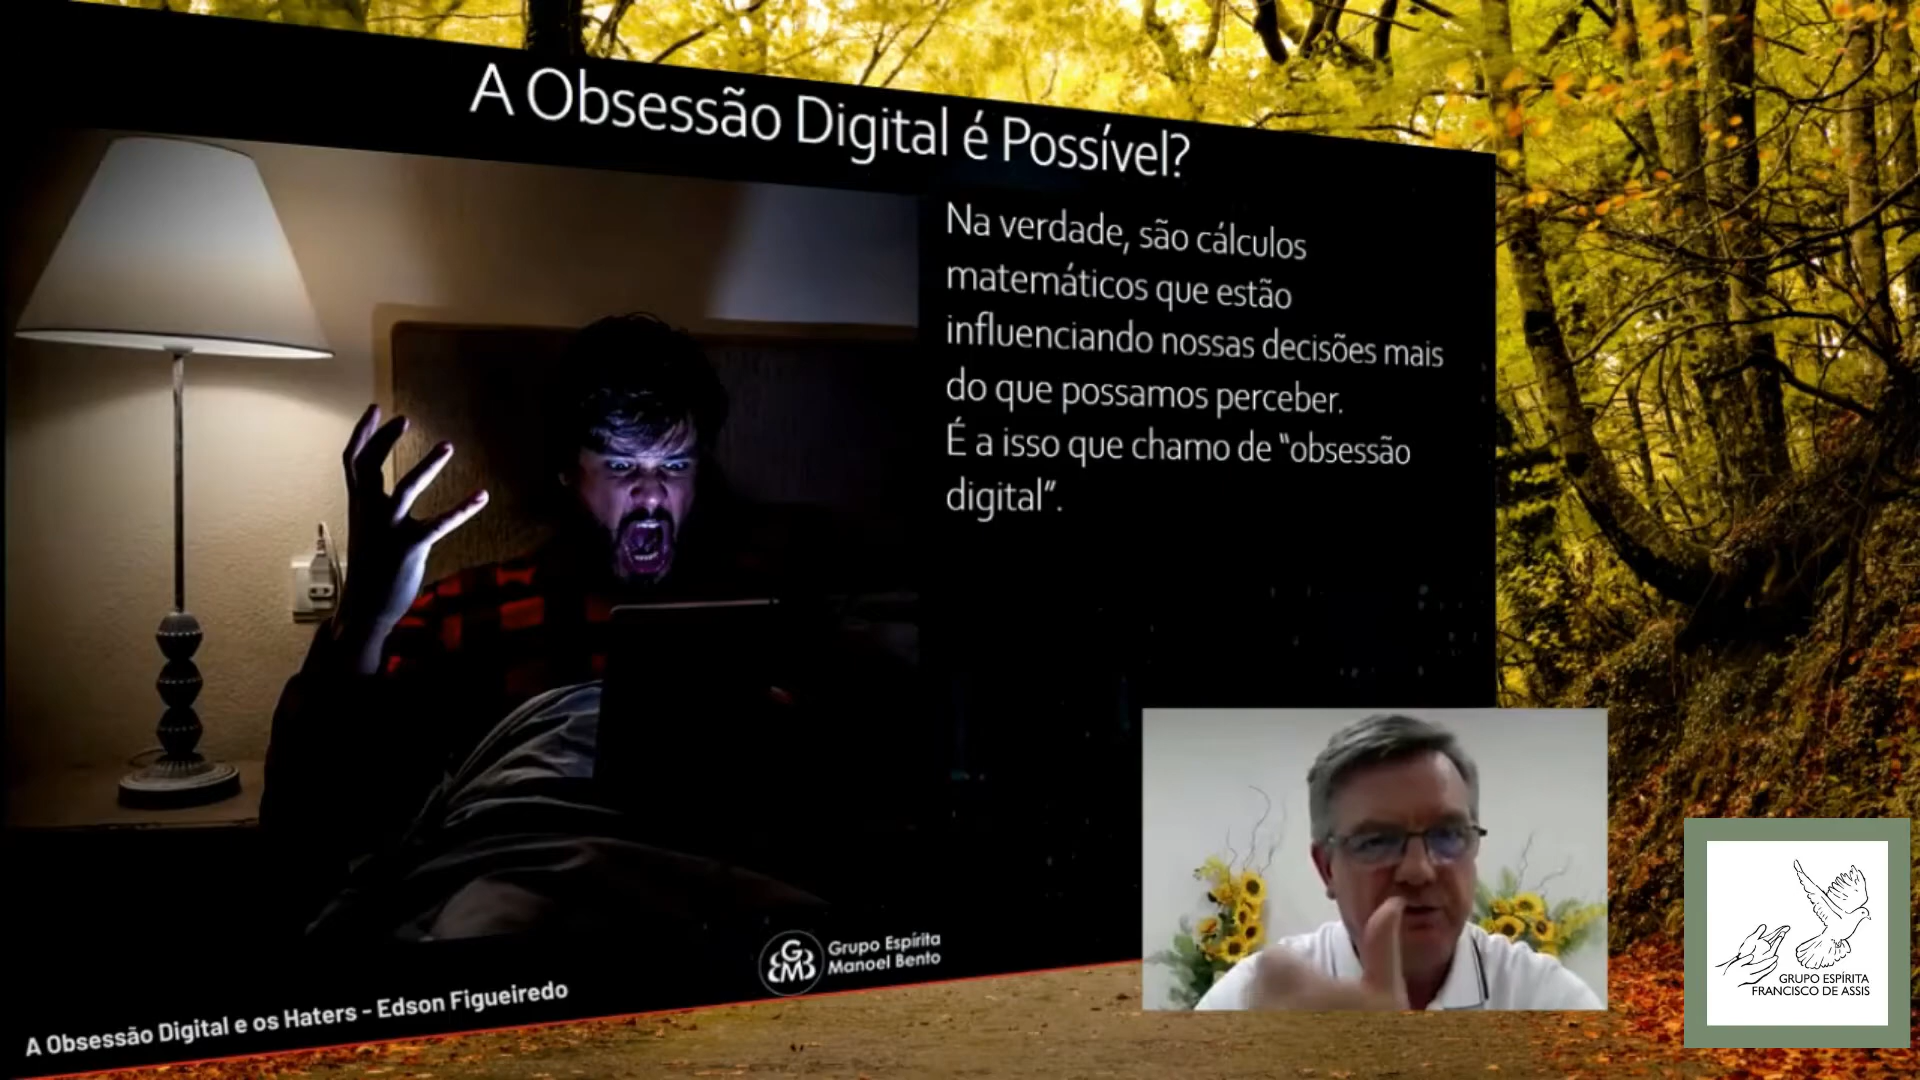 A Obsessão Digital é Possível?
Na verdade, são cálculos
matemáticos que estão
influenciando nossas decisões mais
do que possamos perceber.
É a isso que chamo de “obsessão
digital”.
GEMB
Grupo Espírita
Manoel Bento
A Obsessão Digital e os Haters - Edson Figueiredo
GRUPO ESPÍRITA
FRANCISCO DE ASSIS